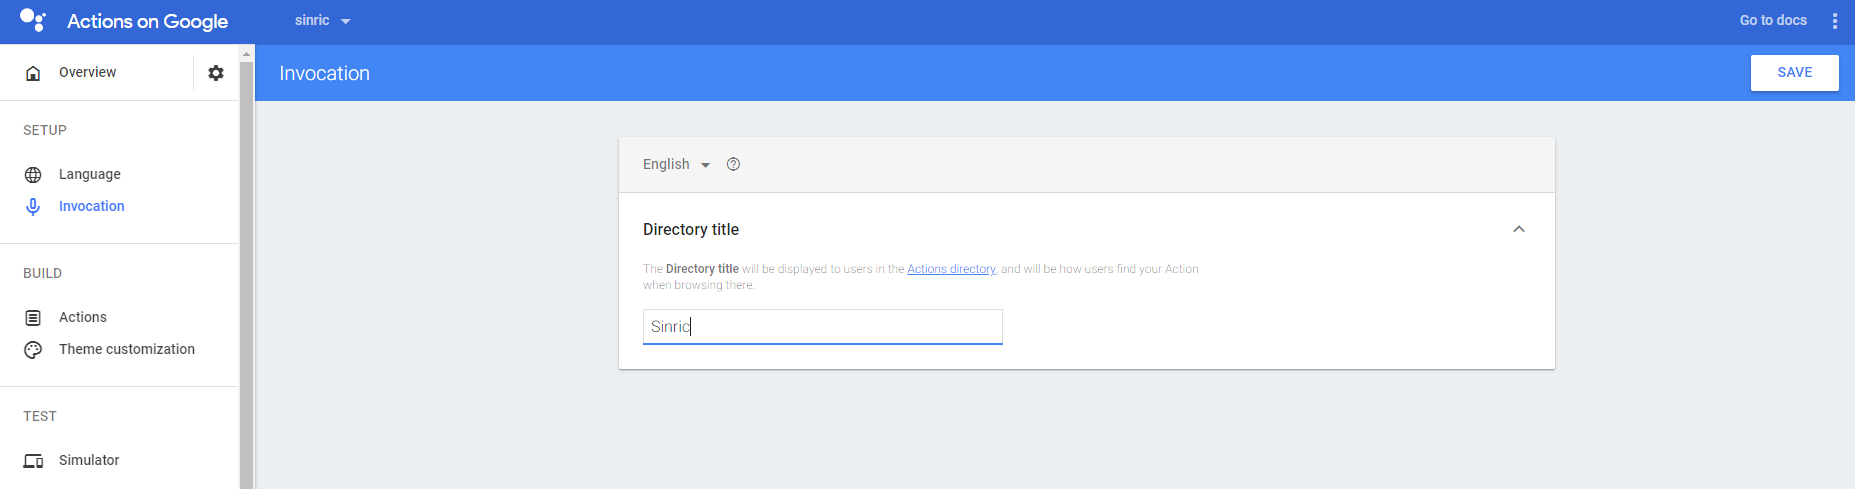 Actions on Google
sinric
Go to docs
Overview
Invocation
SAVE
SETUP
Language
Invocation
BUILD
Actions
Theme customization
TEST
Simulator
English
Directory title
The Directory title will be displayed to users in the Actions directory, and will be how users find your Action
when browsing there.
Sinric